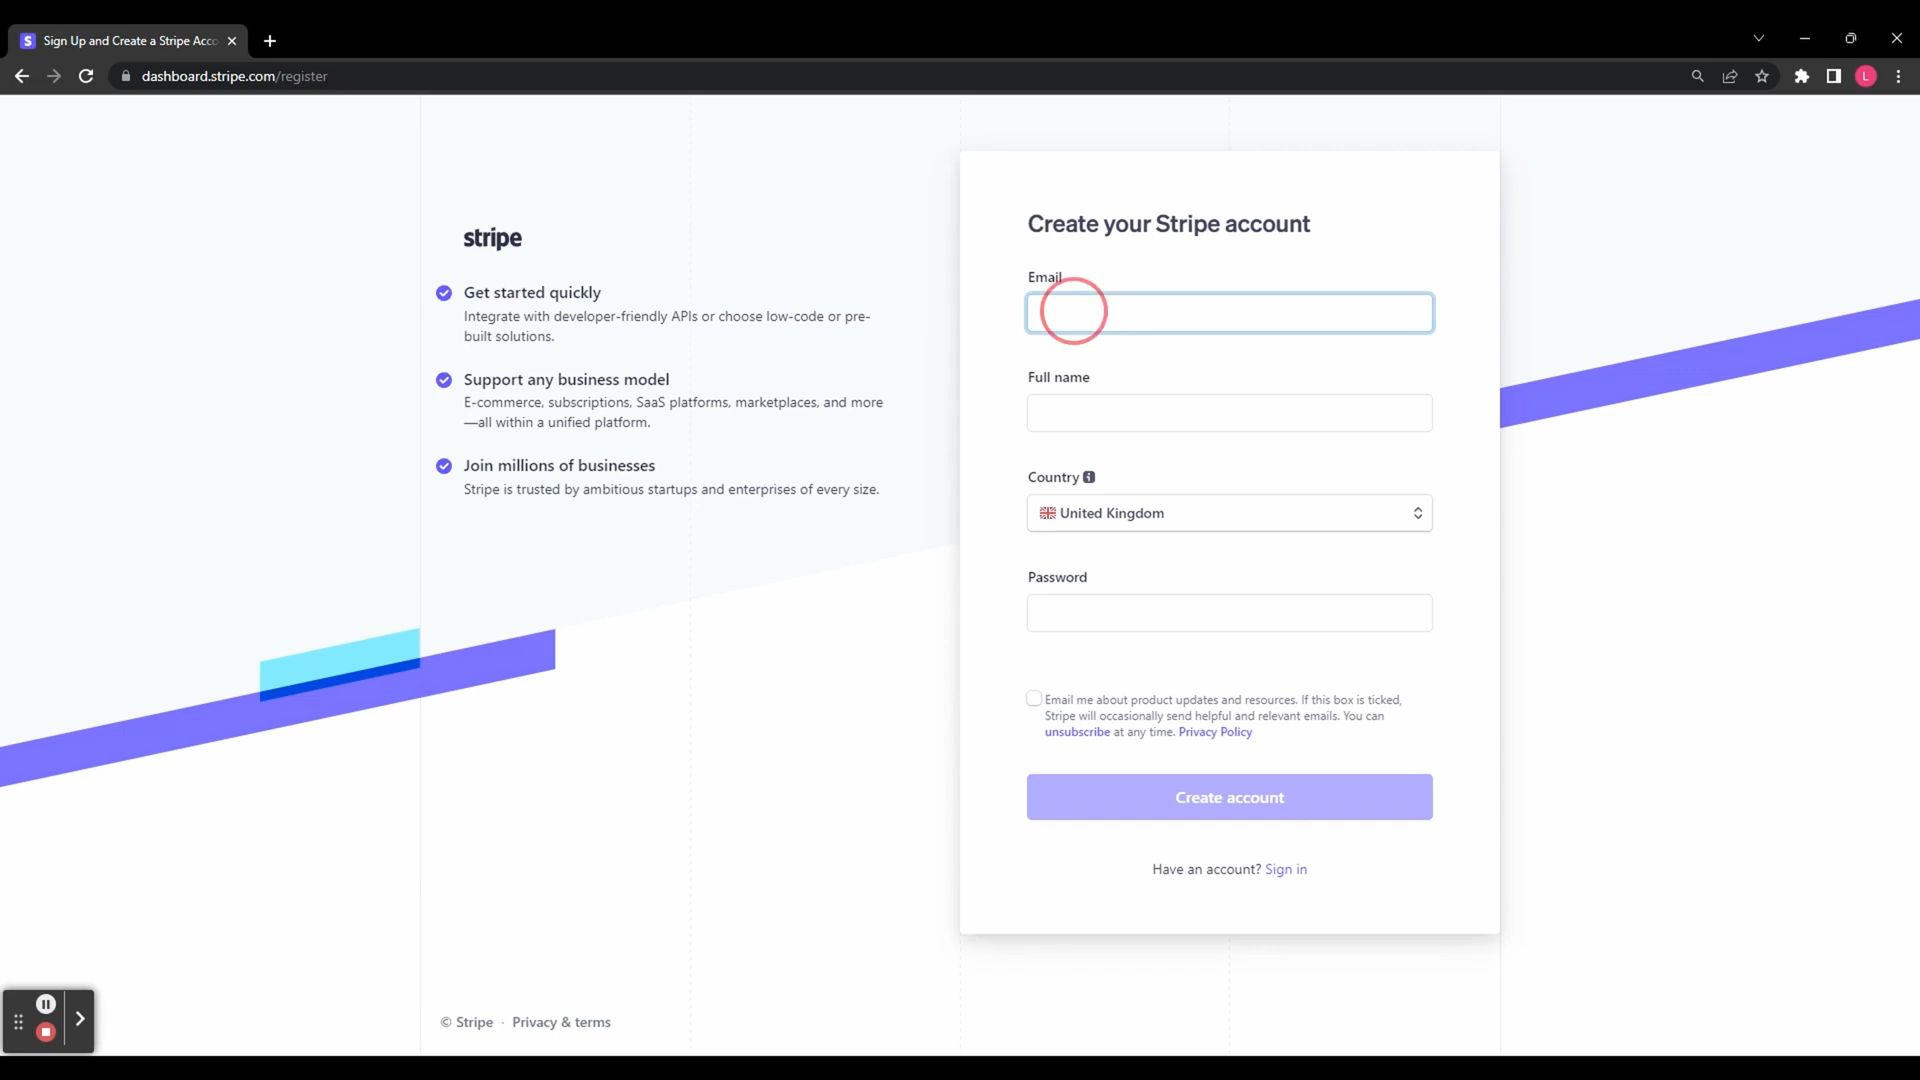 Sign Up and Create a Stripe Acco
dashboard.stripe.com/register
L
stripe
Get started quickly
Integrate with developer-friendly APIs or choose low-code or pre-
built solutions.
Support any business model
E-commerce, subscriptions, SaaS platforms, marketplaces, and more
—all within a unified platform.
Join millions of businesses
Stripe is trusted by ambitious startups and enterprises of every size.
© Stripe · Privacy & terms
Create your Stripe account
Email
Full name
Country
United Kingdom
Password
Email me about product updates and resources. If this box is ticked,
Stripe will occasionally send helpful and relevant emails. You can
unsubscribe at any time. Privacy Policy
Create account
Have an account? Sign in